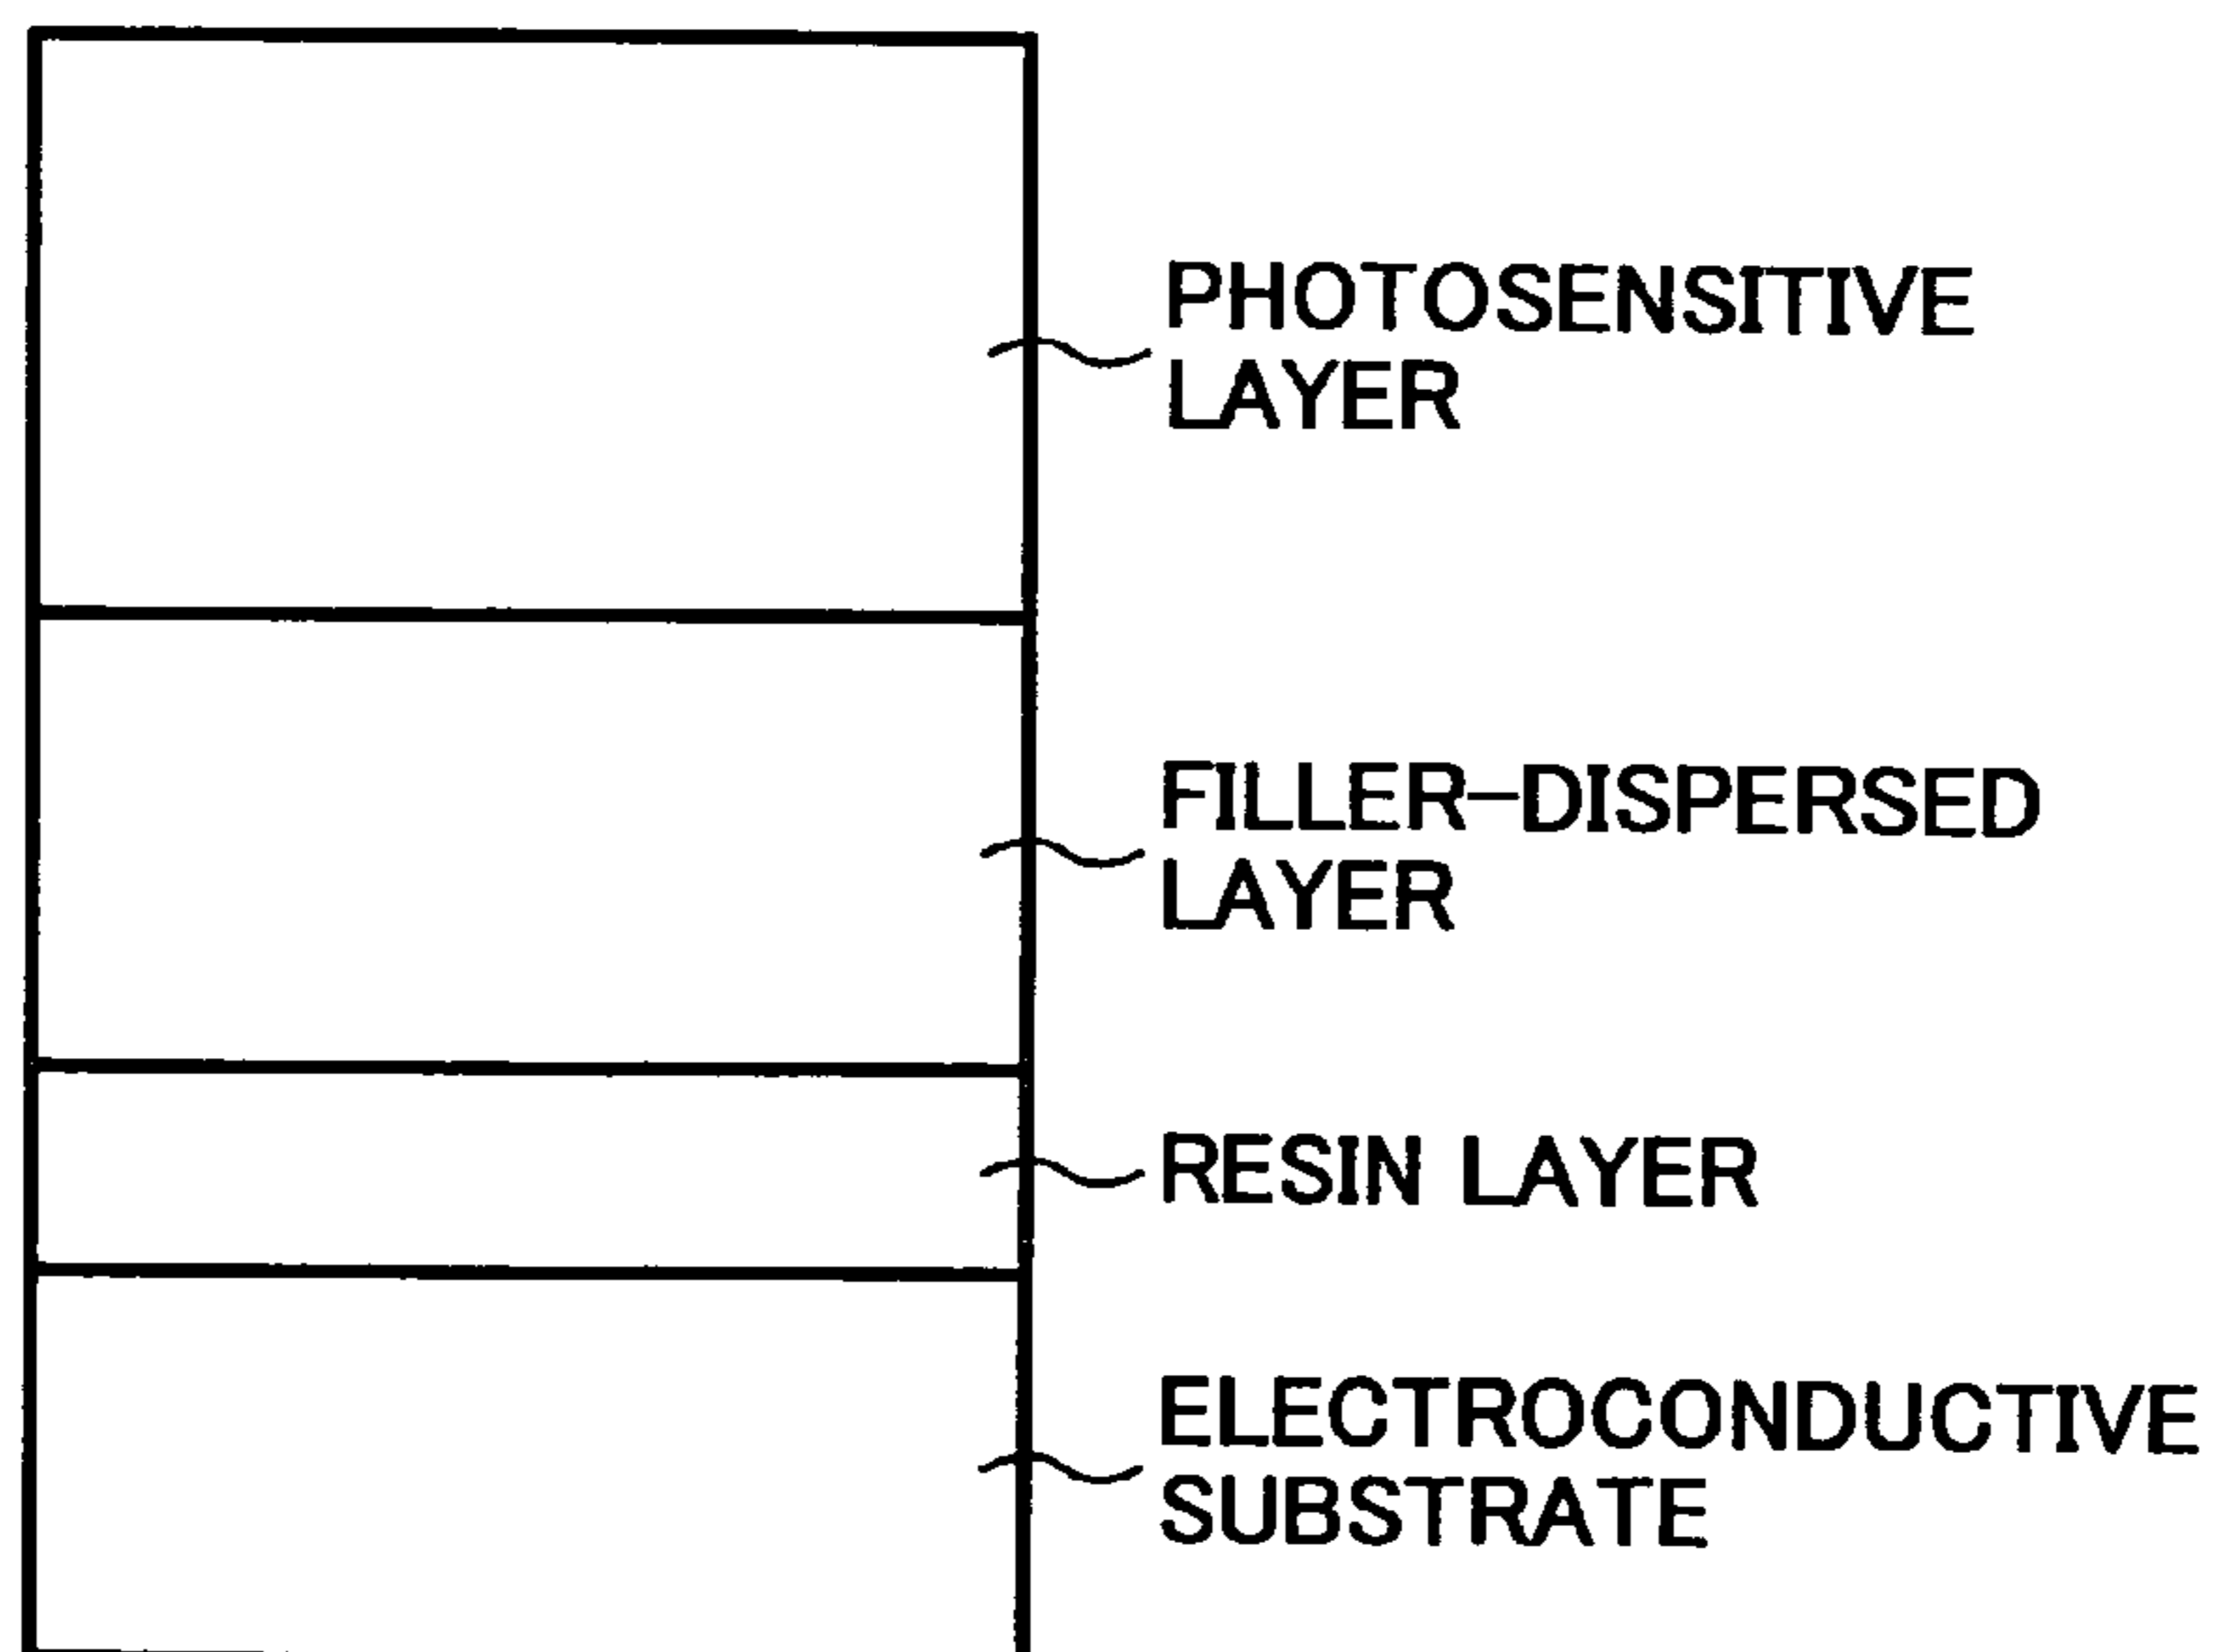 PHOTOSENSITIVE
LAYER
FILLER-DISPERSED
LAYER
RESIN LAYER
ELECTROCONDUCTIVE
SUBSTRATE